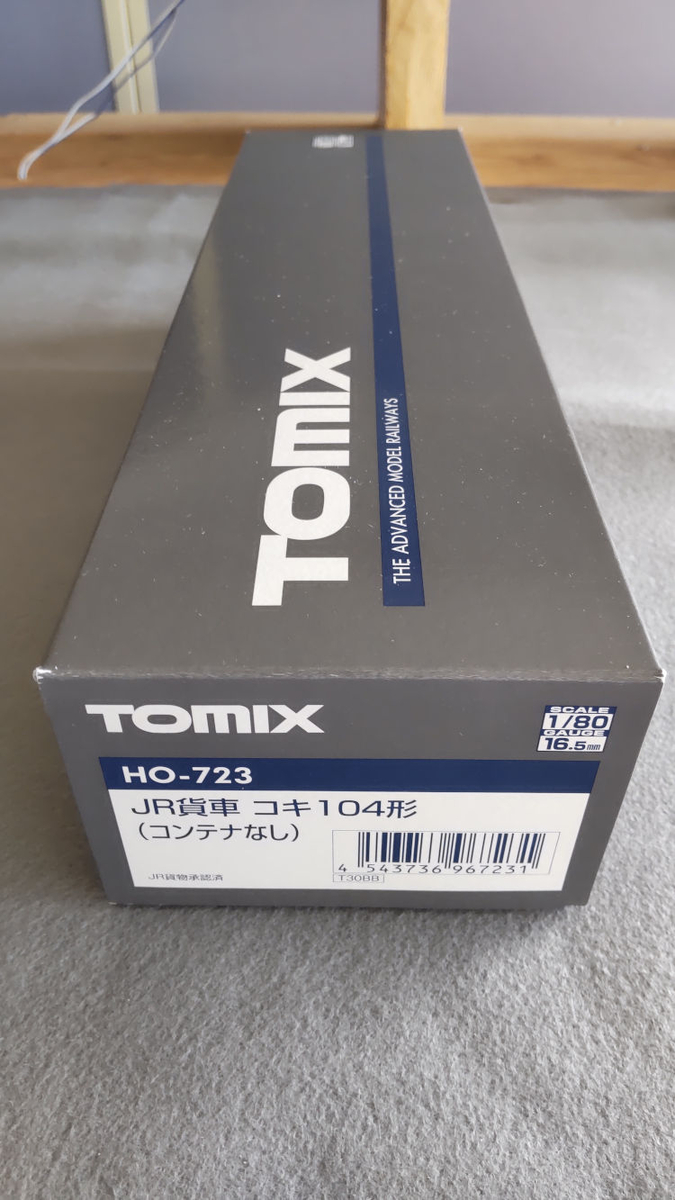 TOMIX
THE ADVANCED MODEL RAILWAYS
TOMIX
SCALE
1/80
GAUGE
16.5mm
HO-723
JR貨車 コキ104形
(コンテナなし)
4 543736 967231
T30BB
JR貨物承認済